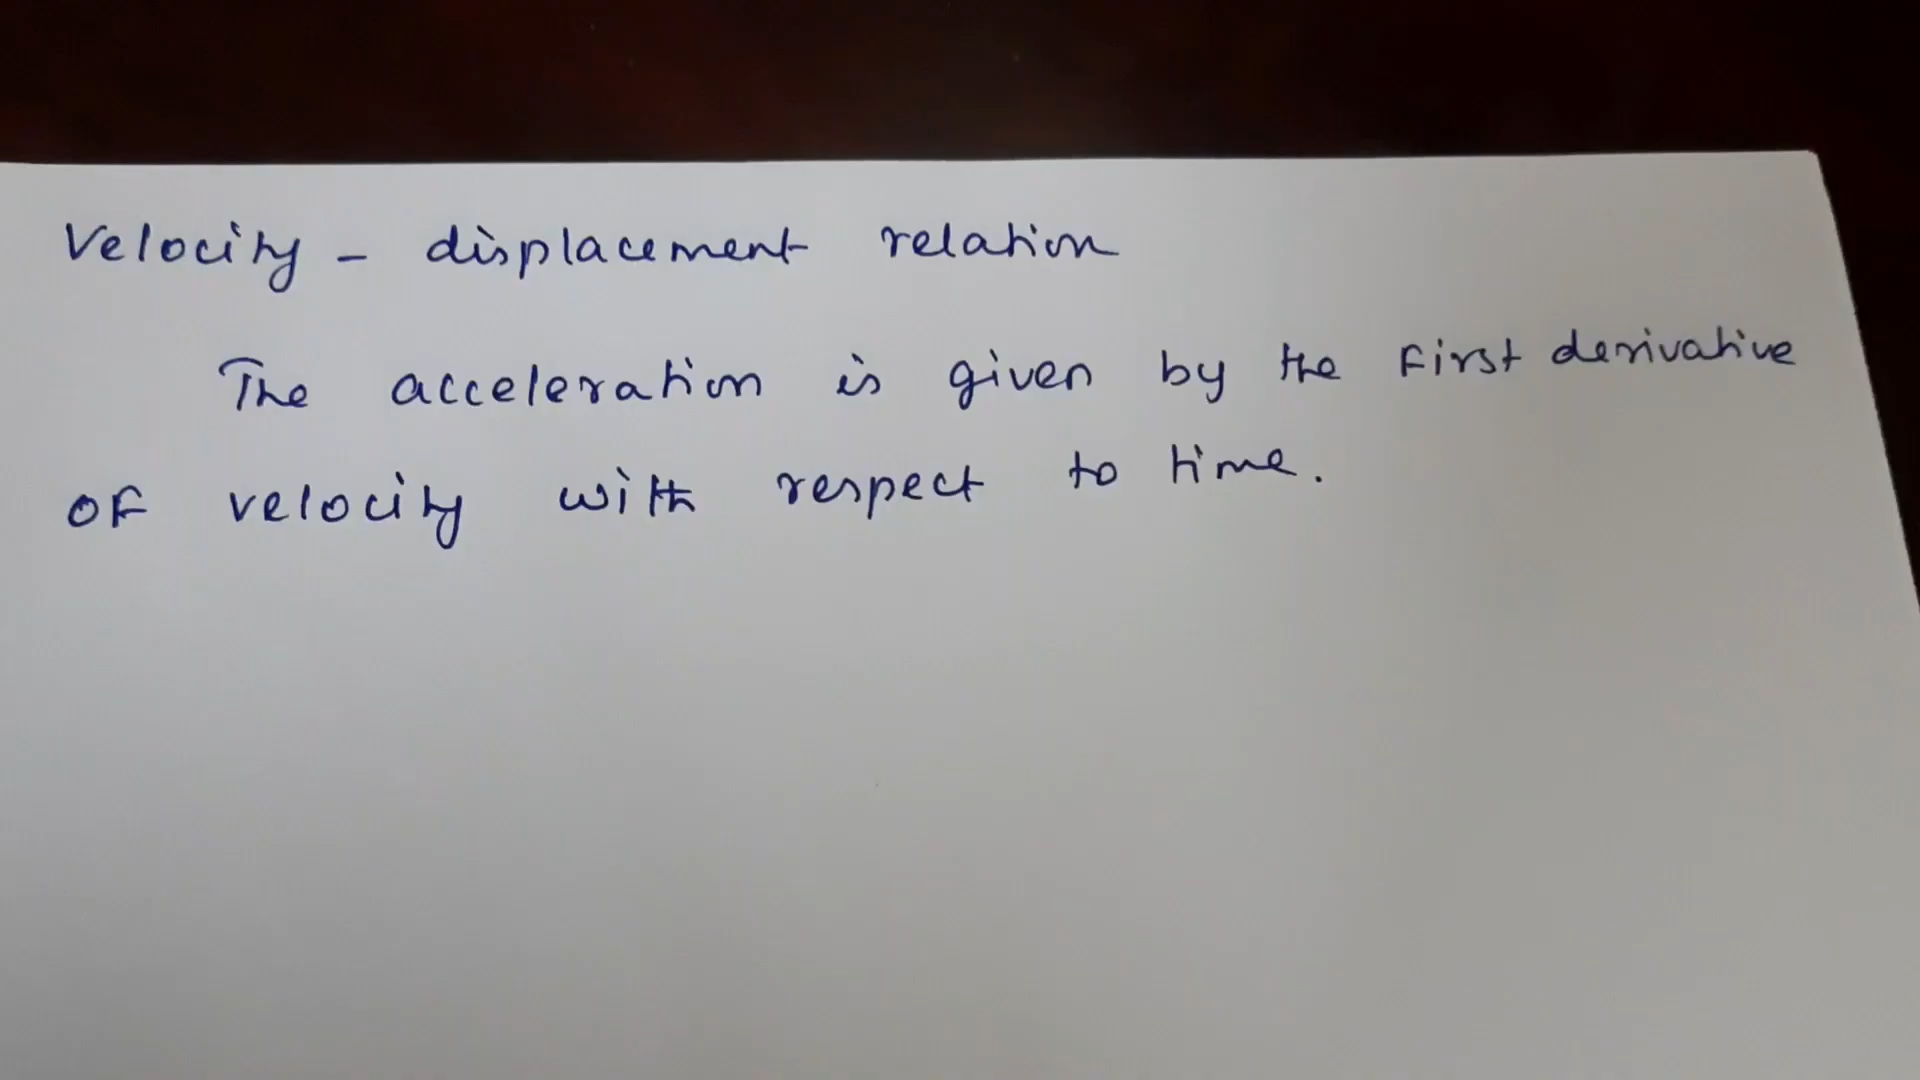 Velocity - displacement relation
The acceleration is given by the first derivative
of velocity with respect to time.